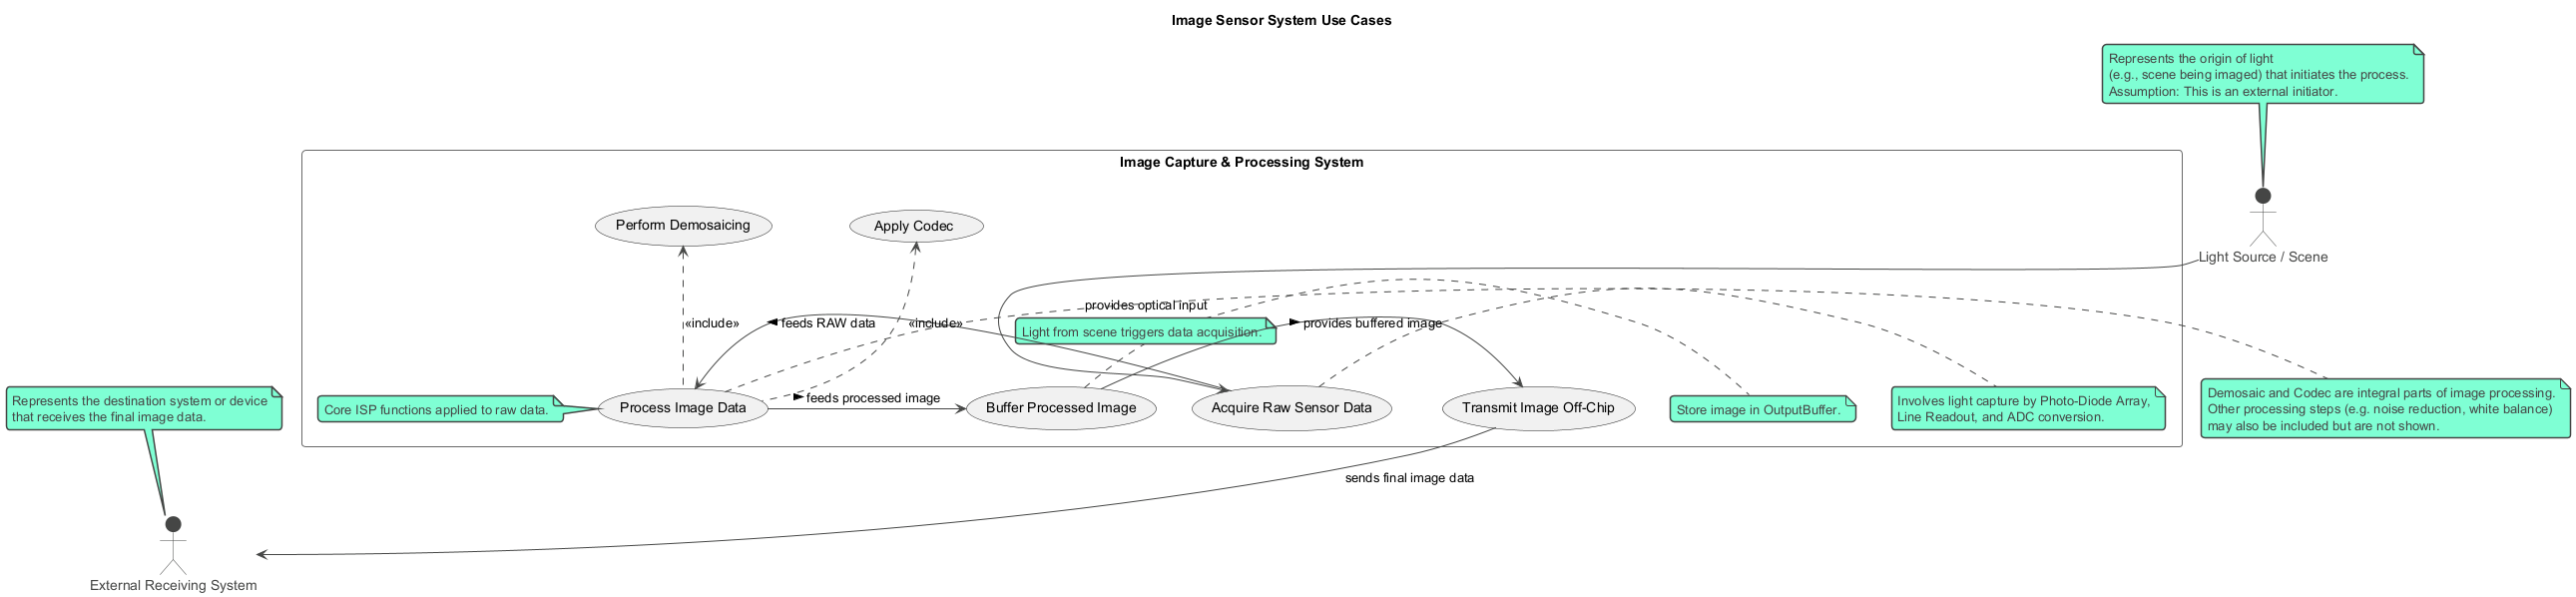 Image Sensor System Use Cases
Represents the origin of light
(e.g., scene being imaged) that initiates the process.
Assumption: This is an external initiator.
Image Capture & Processing System
Perform Demosaicing
Apply Codec
Light Source / Scene
provides optical input
«include»
◄ feeds RAW data
«include»
Light from scene triggers data acquisition.
► provides buffered image
Represents the destination system or device
that receives the final image data.
Core ISP functions applied to raw data.
Process Image Data
► feeds processed image
Buffer Processed Image
Acquire Raw Sensor Data
Transmit Image Off-Chip
Store image in OutputBuffer.
Involves light capture by Photo-Diode Array,
Line Readout, and ADC conversion.
Demosaic and Codec are integral parts of image processing.
Other processing steps (e.g. noise reduction, white balance)
may also be included but are not shown.
sends final image data
External Receiving System